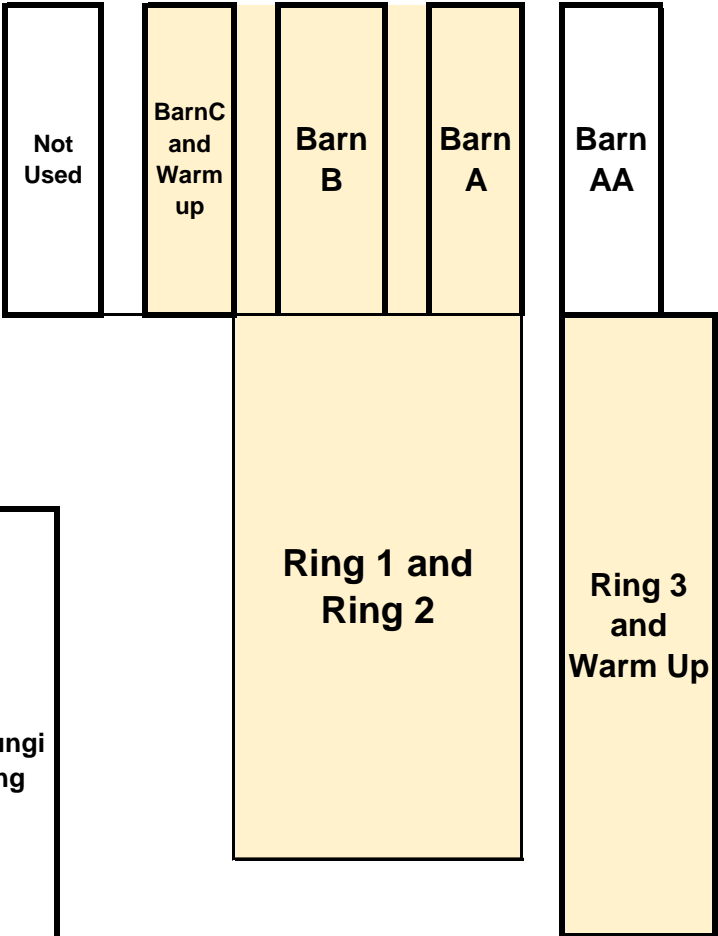 Not
Used
BarnC
and
Warm
up
Barn
B
Barn
A
Barn
AA
Ring 1 and
Ring 2
Ring 3
and
Warm Up